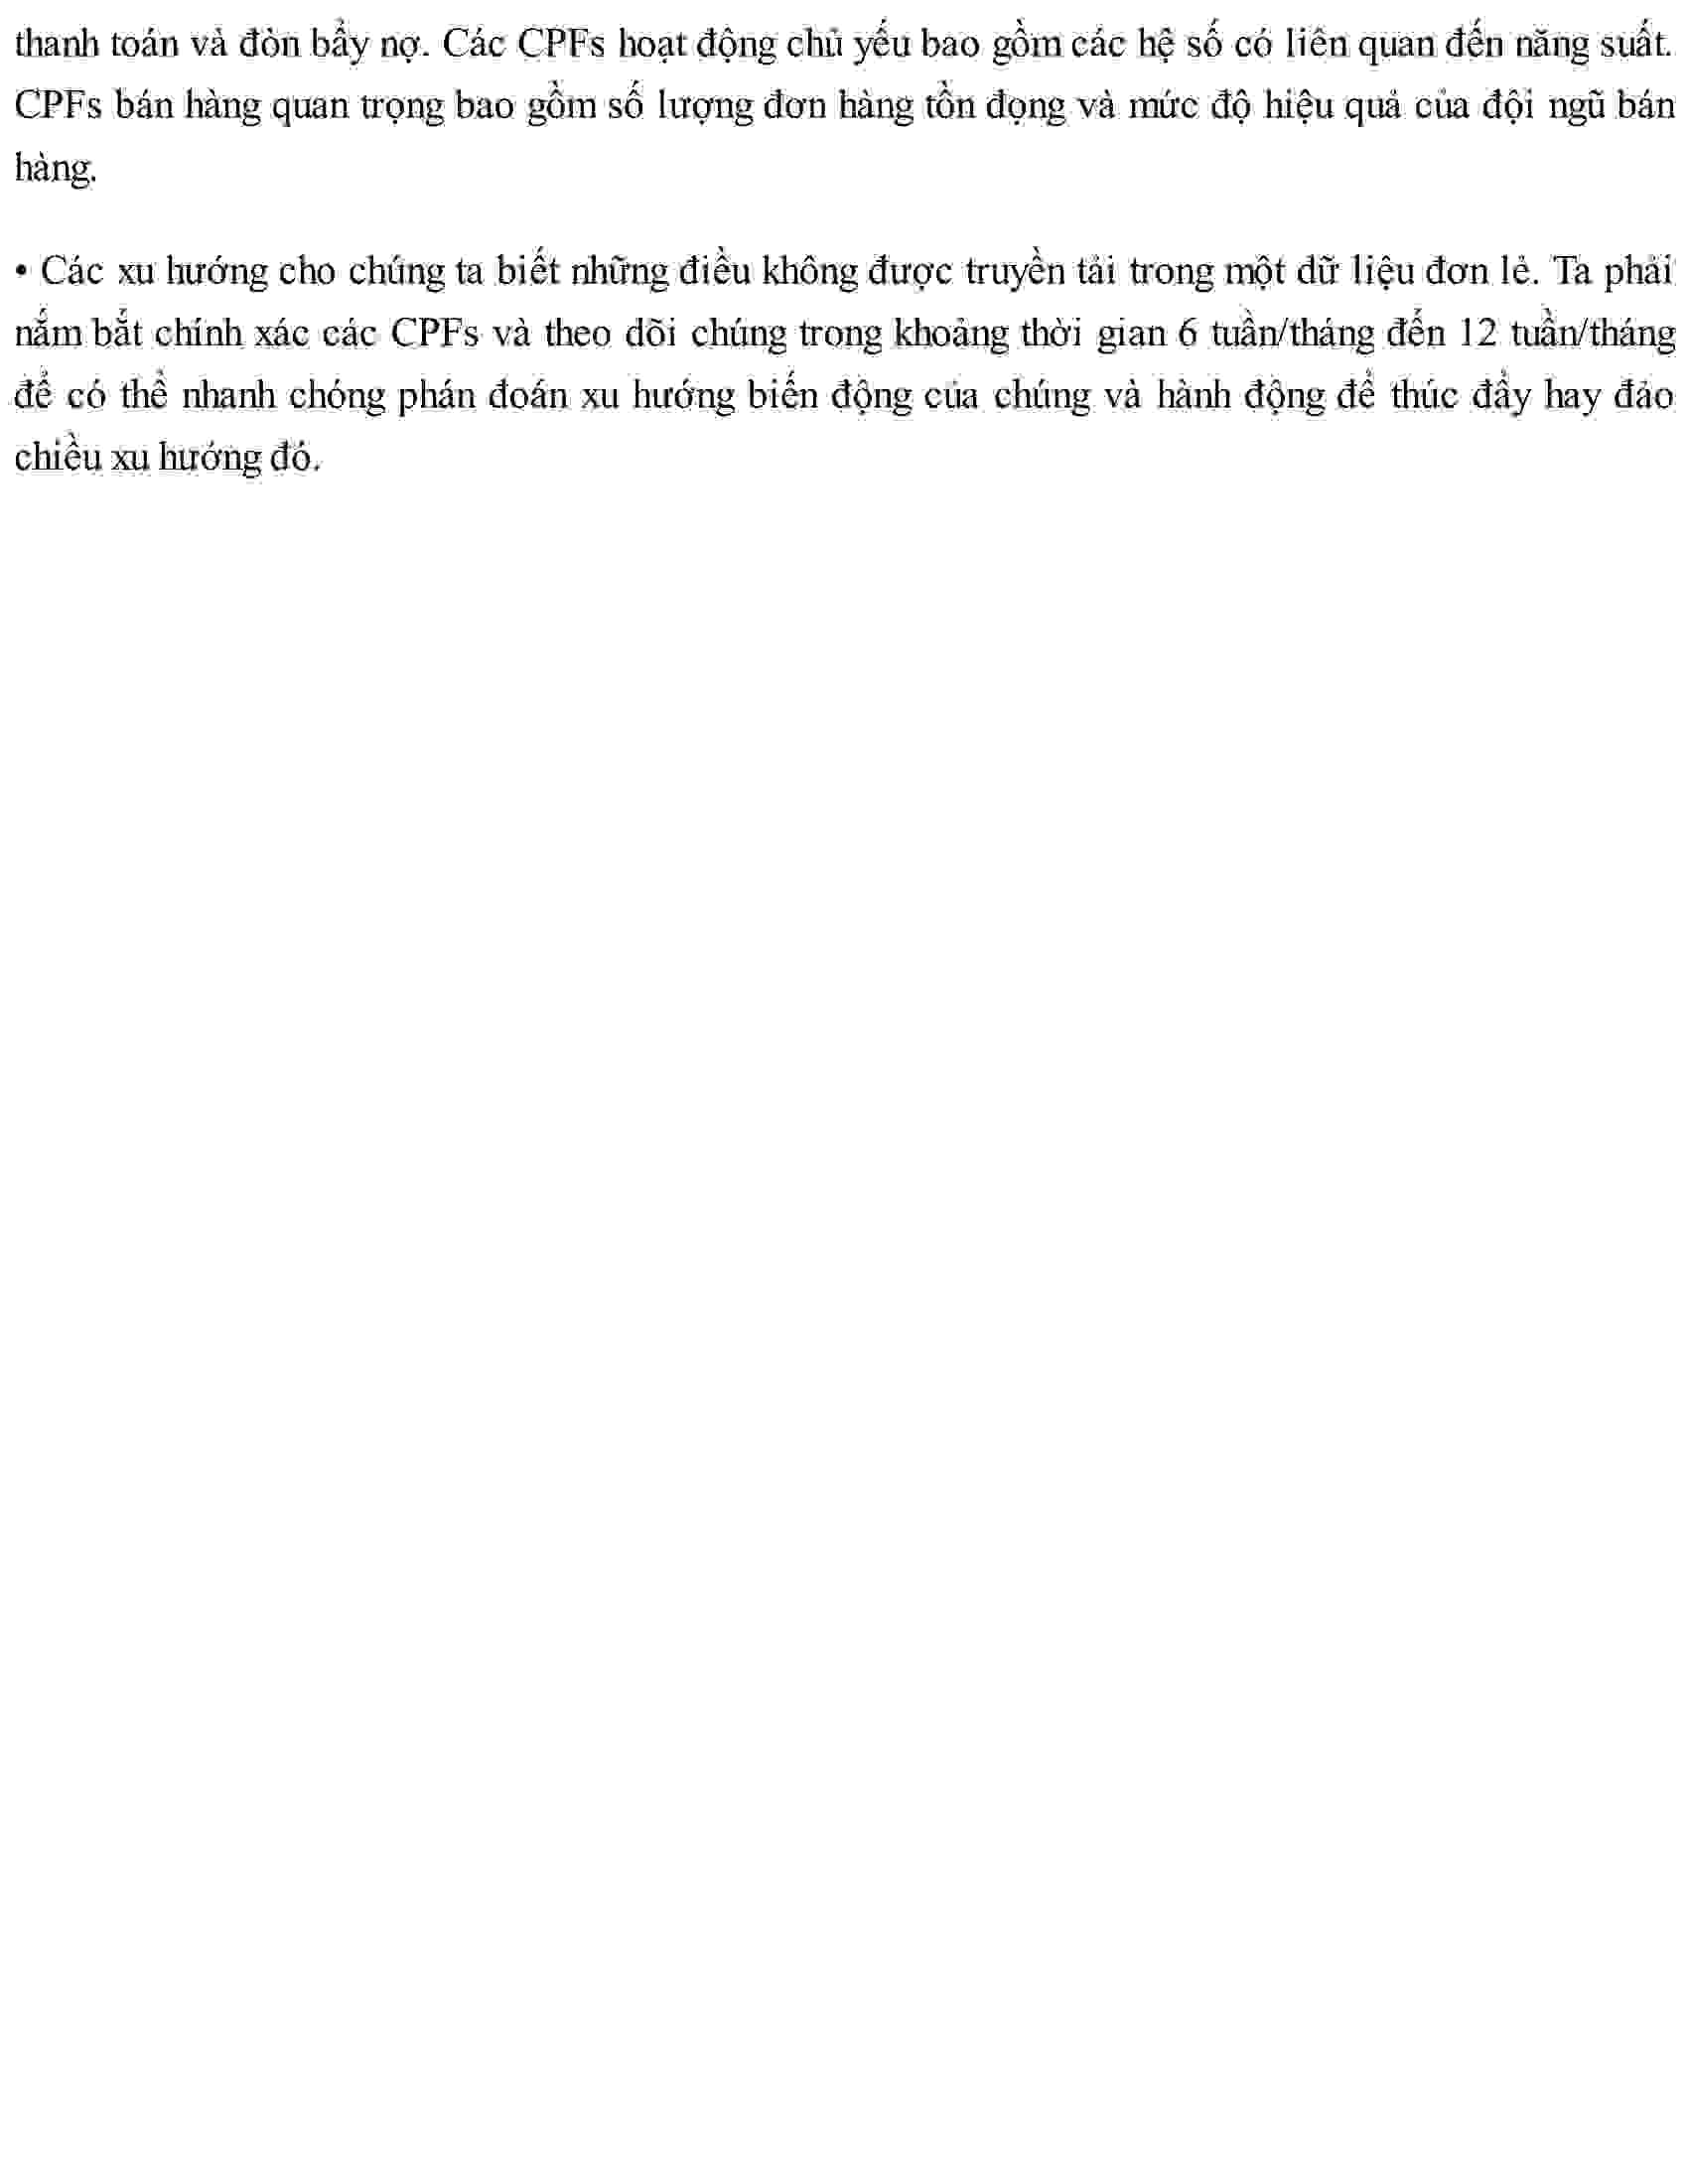 thanh toán và đòn bẩy nợ. Các CPFs hoạt động chủ yếu bao gồm các hệ số có liên quan đến năng suất.
CPFs bán hàng quan trọng bao gồm số lượng đơn hàng tồn đọng và mức độ hiệu quả của đội ngũ bán
hàng.
• Các xu hướng cho chúng ta biết những điều không được truyền tải trong một dữ liệu đơn lẻ. Ta phải
nắm bắt chính xác các CPFs và theo dõi chúng trong khoảng thời gian 6 tuần/tháng đến 12 tuần/tháng
để có thể nhanh chóng phán đoán xu hướng biến động của chúng và hành động để thúc đẩy hay đảo
chiều xu hướng đó.